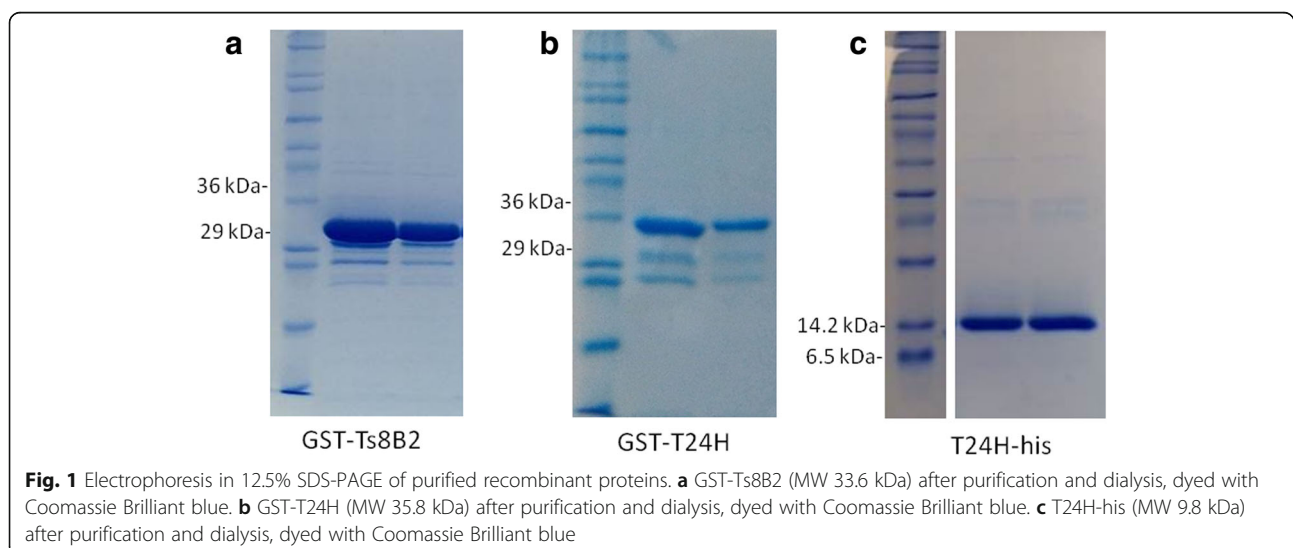 a
36 kDa-
29 kDa-
GST-Ts8B2
b
36 kDa-
29 kDa-
GST-T24H
c
14.2 kDa-
6.5 kDa-
T24H-his
Fig. 1 Electrophoresis in 12.5% SDS-PAGE of purified recombinant proteins. a GST-Ts8B2 (MW 33.6 kDa) after purification and dialysis, dyed with
Coomassie Brilliant blue. b GST-T24H (MW 35.8 kDa) after purification and dialysis, dyed with Coomassie Brilliant blue. c T24H-his (MW 9.8 kDa)
after purification and dialysis, dyed with Coomassie Brilliant blue